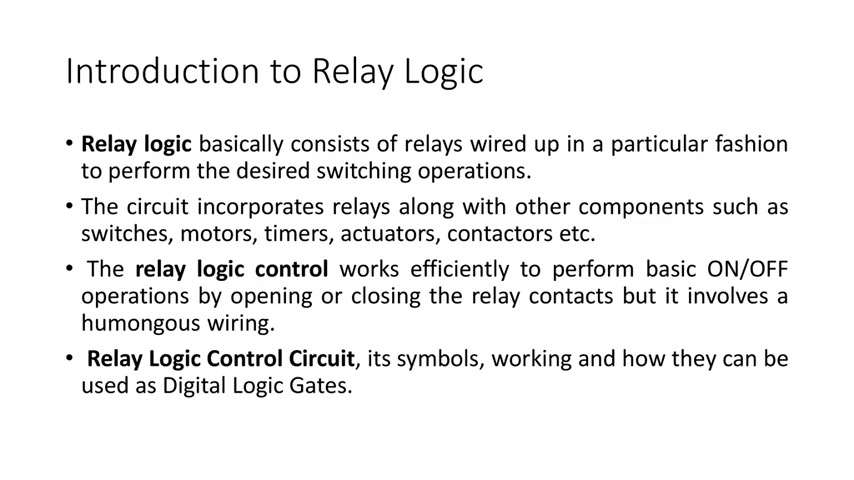 Introduction to Relay Logic
• Relay logic basically consists of relays wired up in a particular fashion
to perform the desired switching operations.
• The circuit incorporates relays along with other components such as
switches, motors, timers, actuators, contactors etc.
• The relay logic control works efficiently to perform basic ON/OFF
operations by opening or closing the relay contacts but it involves a
humongous wiring.
• Relay Logic Control Circuit, its symbols, working and how they can be
used as Digital Logic Gates.